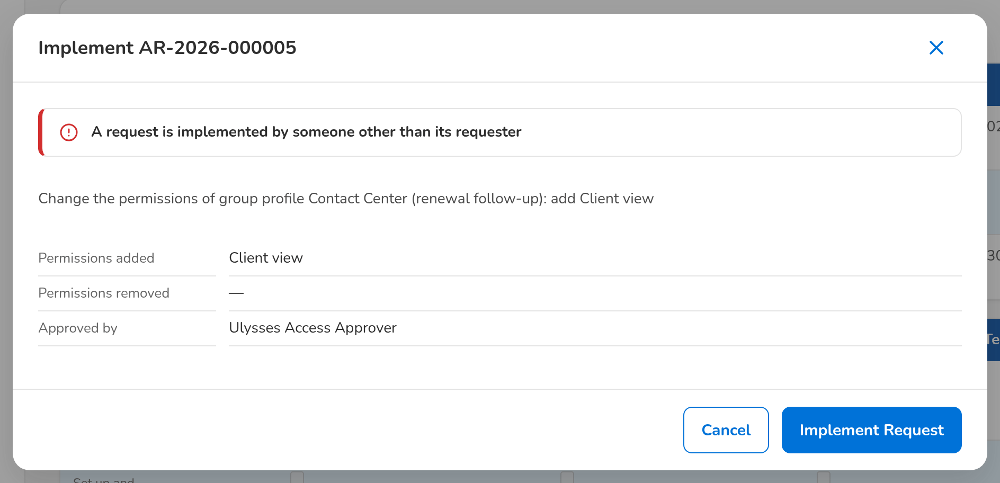 Implement AR-2026-000005
A request is implemented by someone other than its requester
Change the permissions of group profile Contact Center (renewal follow-up): add Client view
Permissions added Client view
Permissions removed —
Approved by Ulysses Access Approver
Cancel Implement Request
Set up and